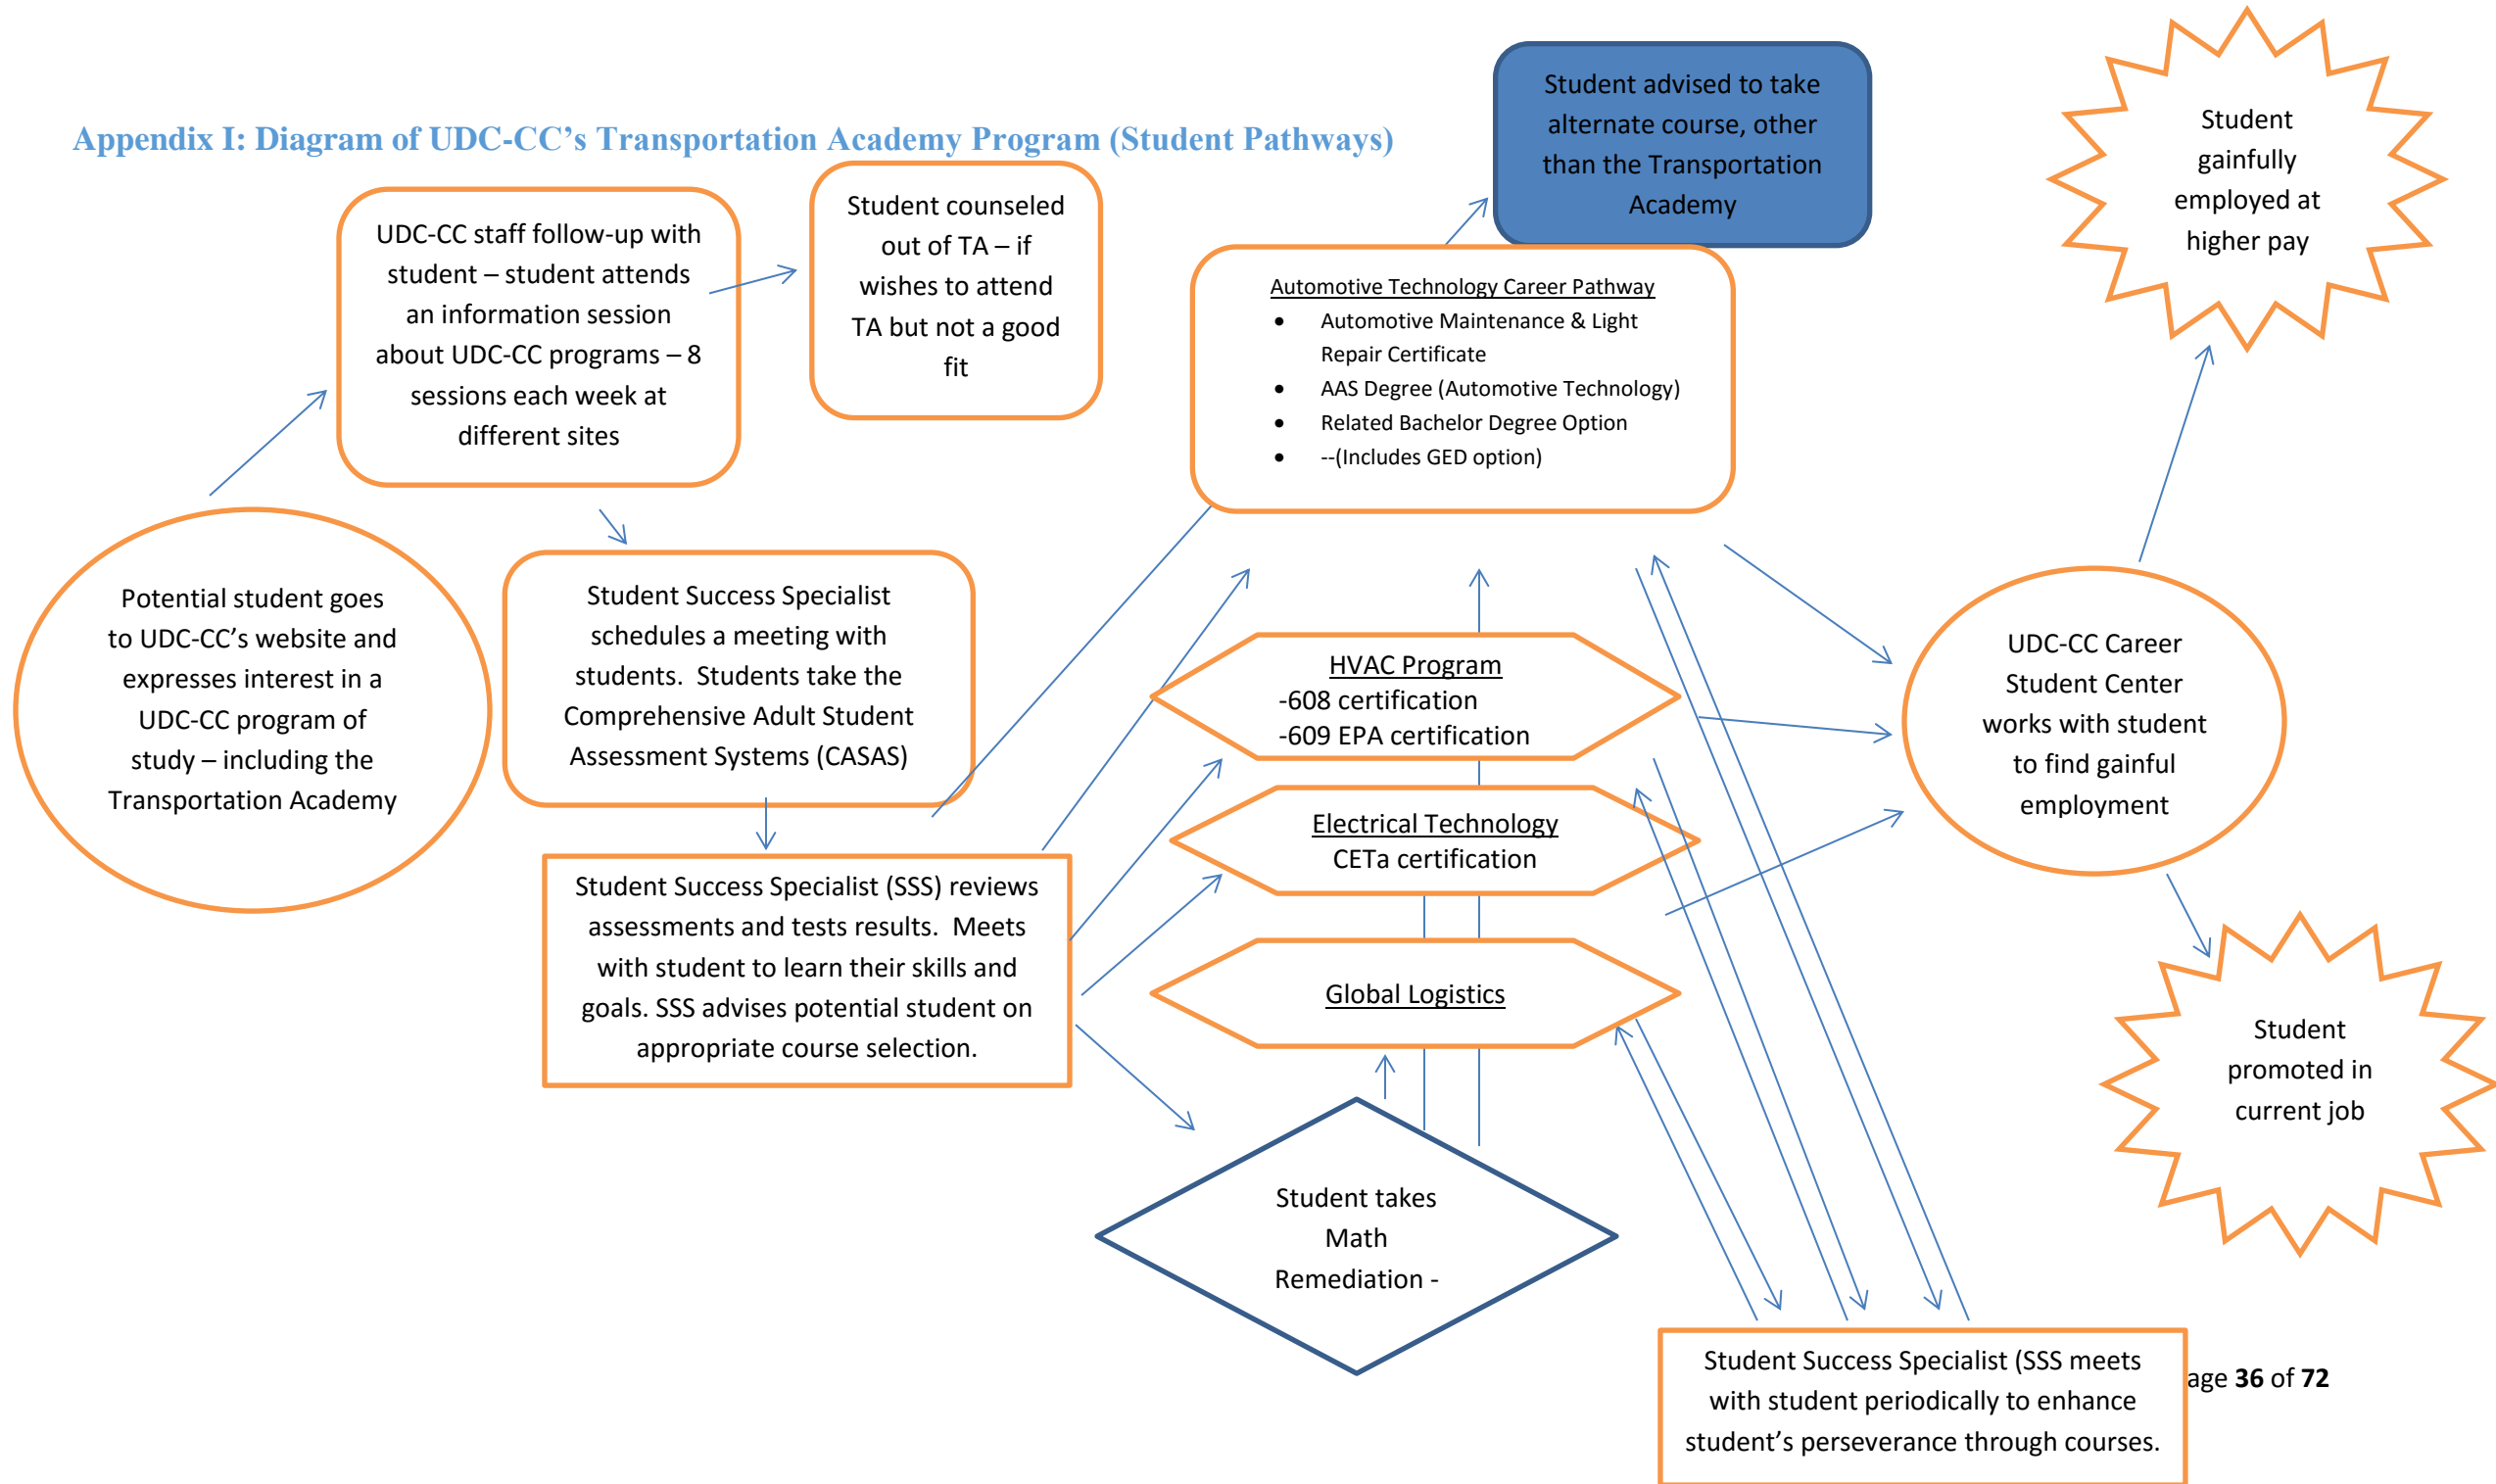 Appendix I: Diagram of UDC-CC’s Transportation Academy Program (Student Pathways)
UDC-CC staff follow-up with
student – student attends
an information session
about UDC-CC programs – 8
sessions each week at
different sites
Student counseled
out of TA – if
wishes to attend
TA but not a good
fit
Student advised to take
alternate course, other
than the Transportation
Academy
Student
gainfully
employed at
higher pay
Automotive Technology Career Pathway
• Automotive Maintenance & Light
Repair Certificate
• AAS Degree (Automotive Technology)
• Related Bachelor Degree Option
• --(Includes GED option)
Potential student goes
to UDC-CC’s website and
expresses interest in a
UDC-CC program of
study – including the
Transportation Academy
Student Success Specialist
schedules a meeting with
students.  Students take the
Comprehensive Adult Student
Assessment Systems (CASAS)
HVAC Program
-608 certification
-609 EPA certification
UDC-CC Career
Student Center
works with student
to find gainful
employment
Electrical Technology
CETa certification
Student Success Specialist (SSS) reviews
assessments and tests results.  Meets
with student to learn their skills and
goals. SSS advises potential student on
appropriate course selection.
Global Logistics
Student
promoted in
current job
Student takes
Math
Remediation -
Student Success Specialist (SSS meets
with student periodically to enhance
student’s perseverance through courses.
age 36 of 72